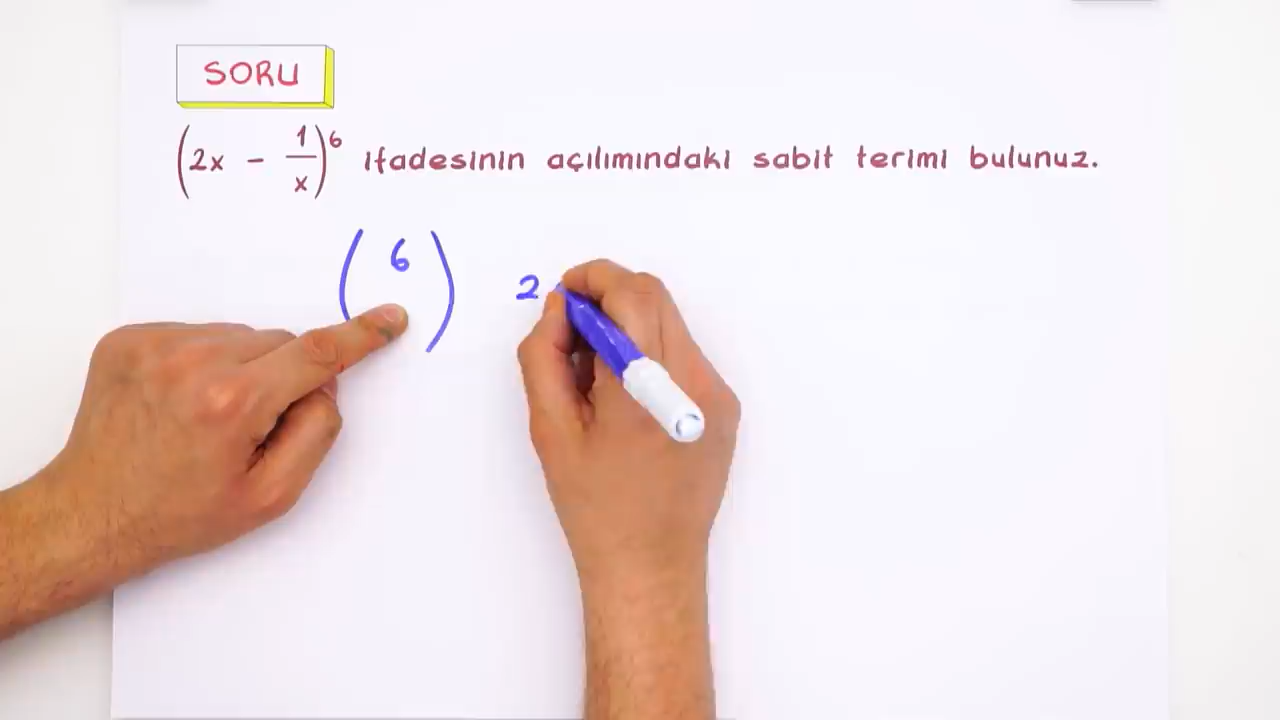 SORU
(2x - 1/x)^6 ifadesinin açılımındaki sabit terimi bulunuz.
( 6 ) 2